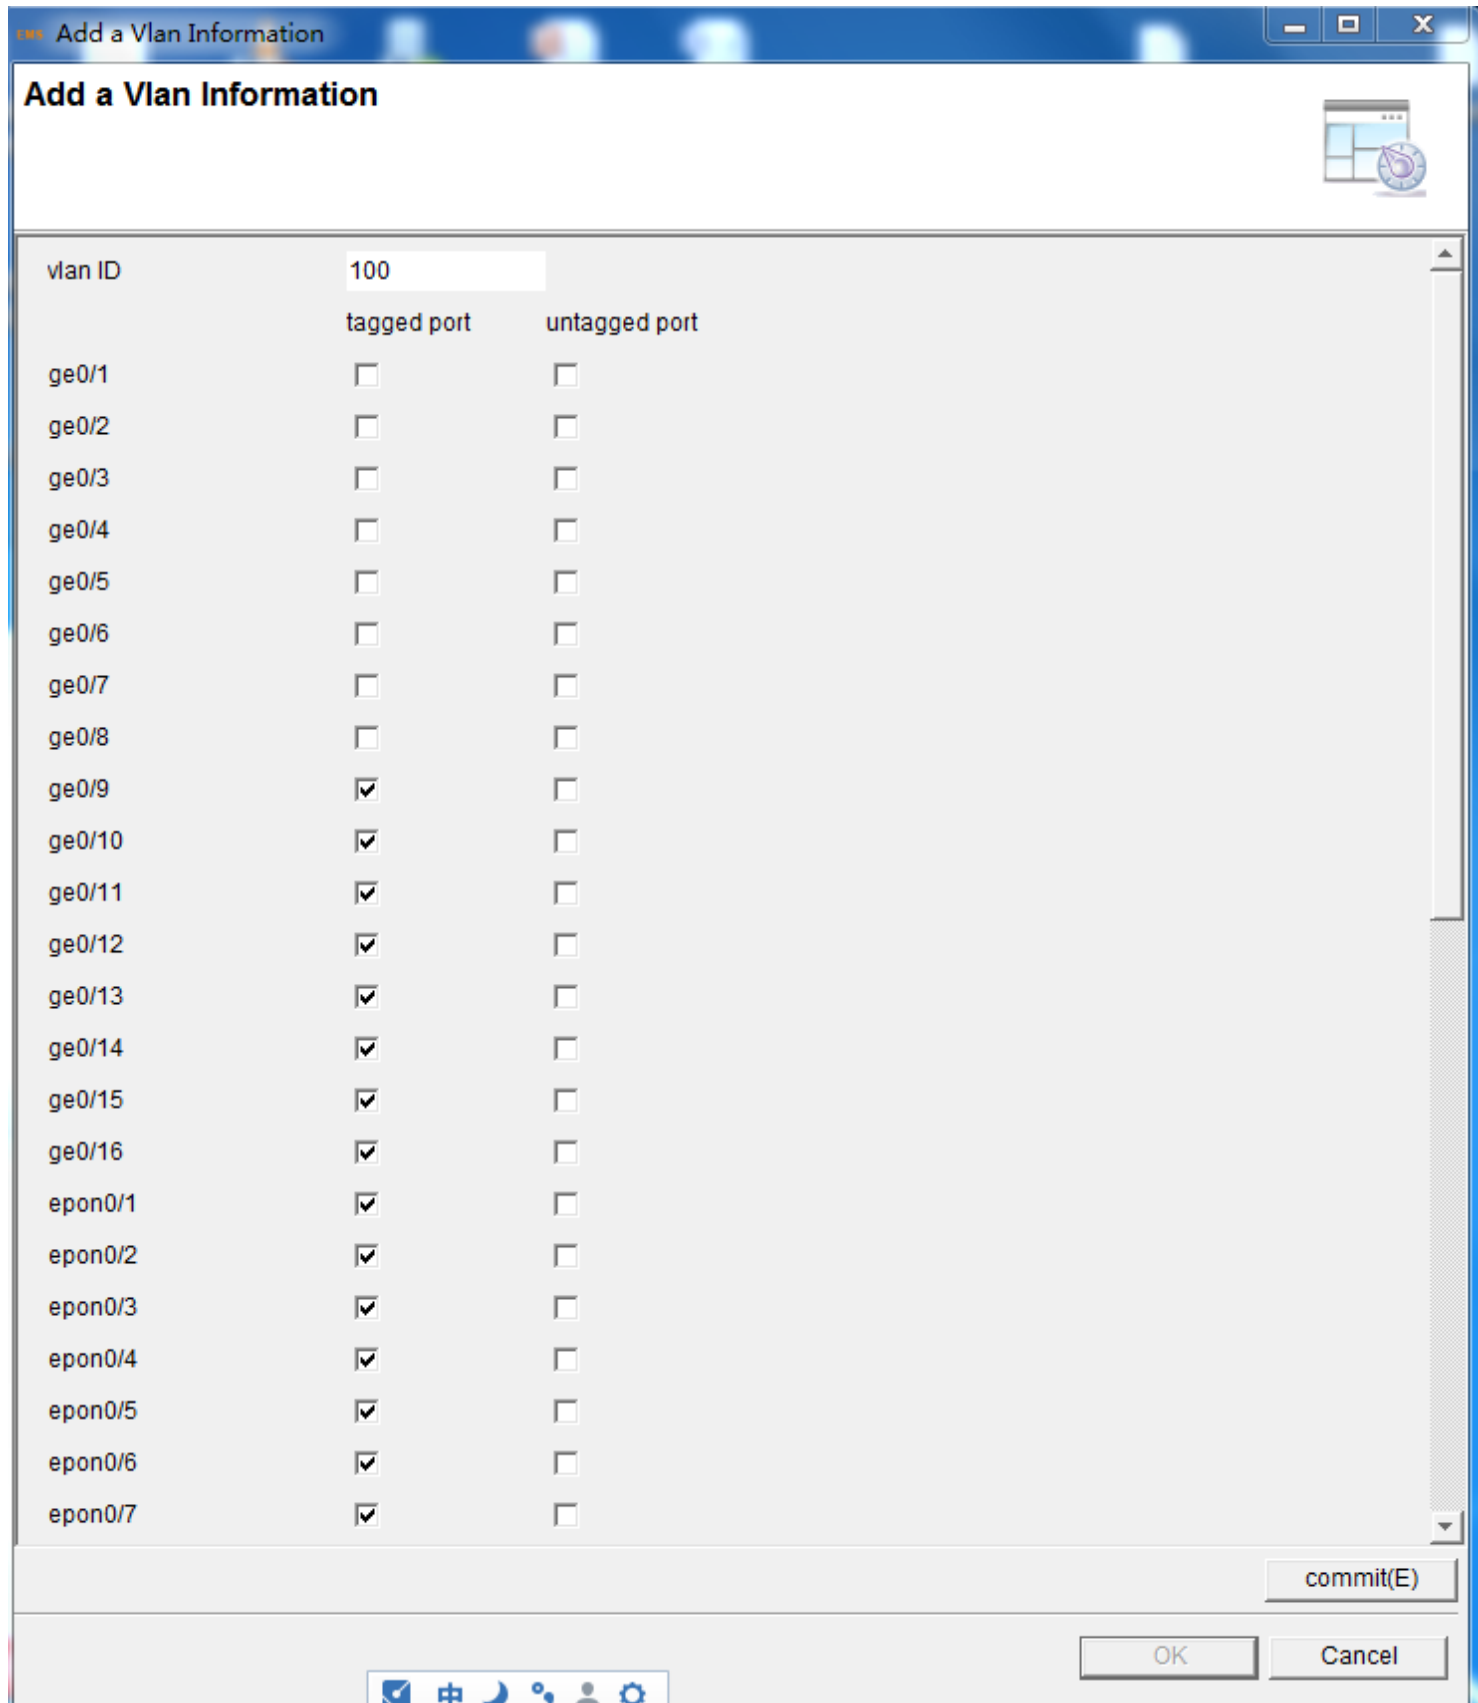 EMS Add a Vlan Information
Add a Vlan Information
vlan ID 100
tagged port untagged port
ge0/1
ge0/2
ge0/3
ge0/4
ge0/5
ge0/6
ge0/7
ge0/8
ge0/9
ge0/10
ge0/11
ge0/12
ge0/13
ge0/14
ge0/15
ge0/16
epon0/1
epon0/2
epon0/3
epon0/4
epon0/5
epon0/6
epon0/7
commit(E)
OK Cancel
中